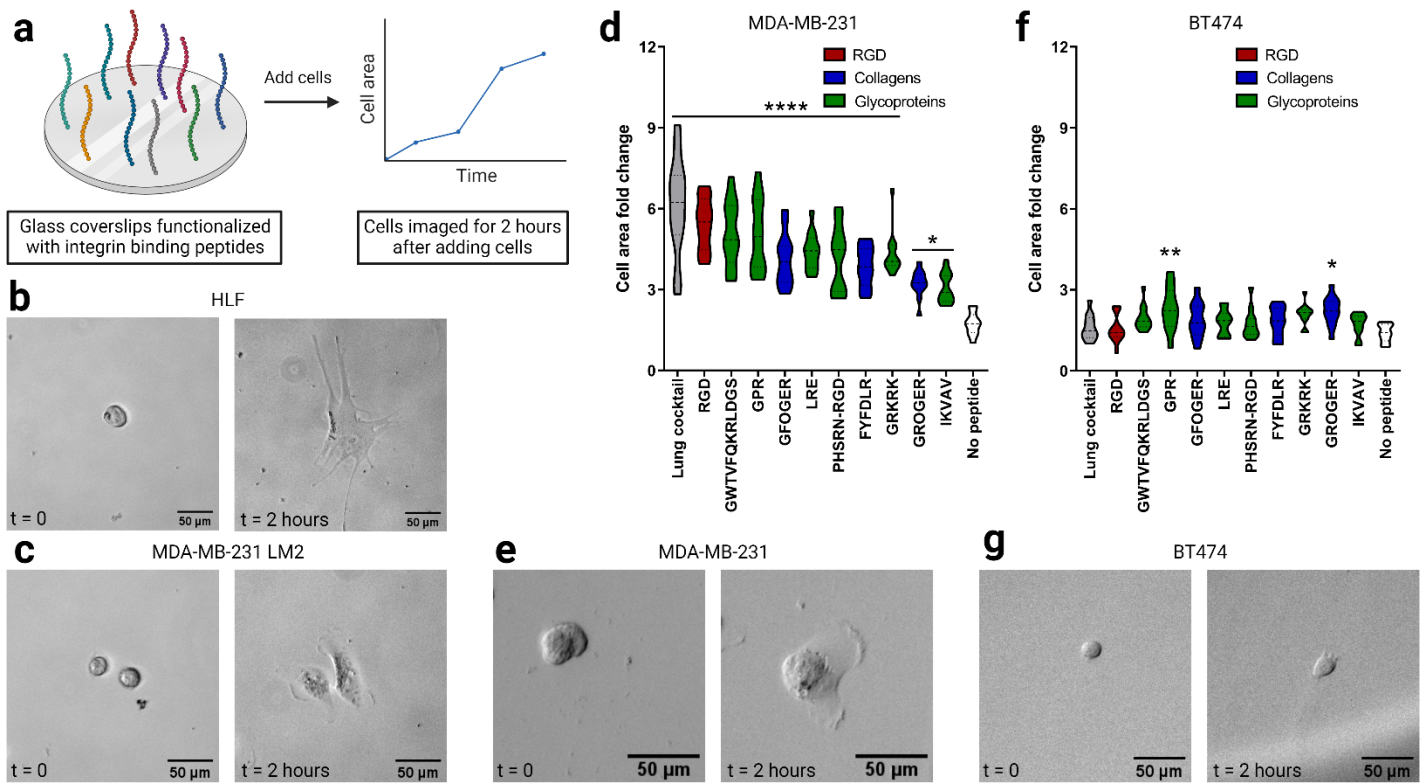 a
Add cells
Cell area
Time
Glass coverslips functionalized
with integrin binding peptides
Cells imaged for 2 hours
after adding cells
b
HLF
t = 0
50 µm
t = 2 hours
50 µm
c
MDA-MB-231 LM2
t = 0
50 µm
t = 2 hours
50 µm
d
MDA-MB-231
RGD
Collagens
Glycoproteins
****
*
Cell area fold change
12
9
6
3
0
Lung cocktail
RGD
GWTVFQKRLDGS
GPR
GFOGER
LRE
PHSRN-RGD
FYFDLR
GRKRK
GROGER
IKVAV
No peptide
e
MDA-MB-231
t = 0
50 µm
t = 2 hours
50 µm
f
BT474
RGD
Collagens
Glycoproteins
**
*
Cell area fold change
12
9
6
3
0
Lung cocktail
RGD
GWTVFQKRLDGS
GPR
GFOGER
LRE
PHSRN-RGD
FYFDLR
GRKRK
GROGER
IKVAV
No peptide
g
BT474
t = 0
50 µm
t = 2 hours
50 µm